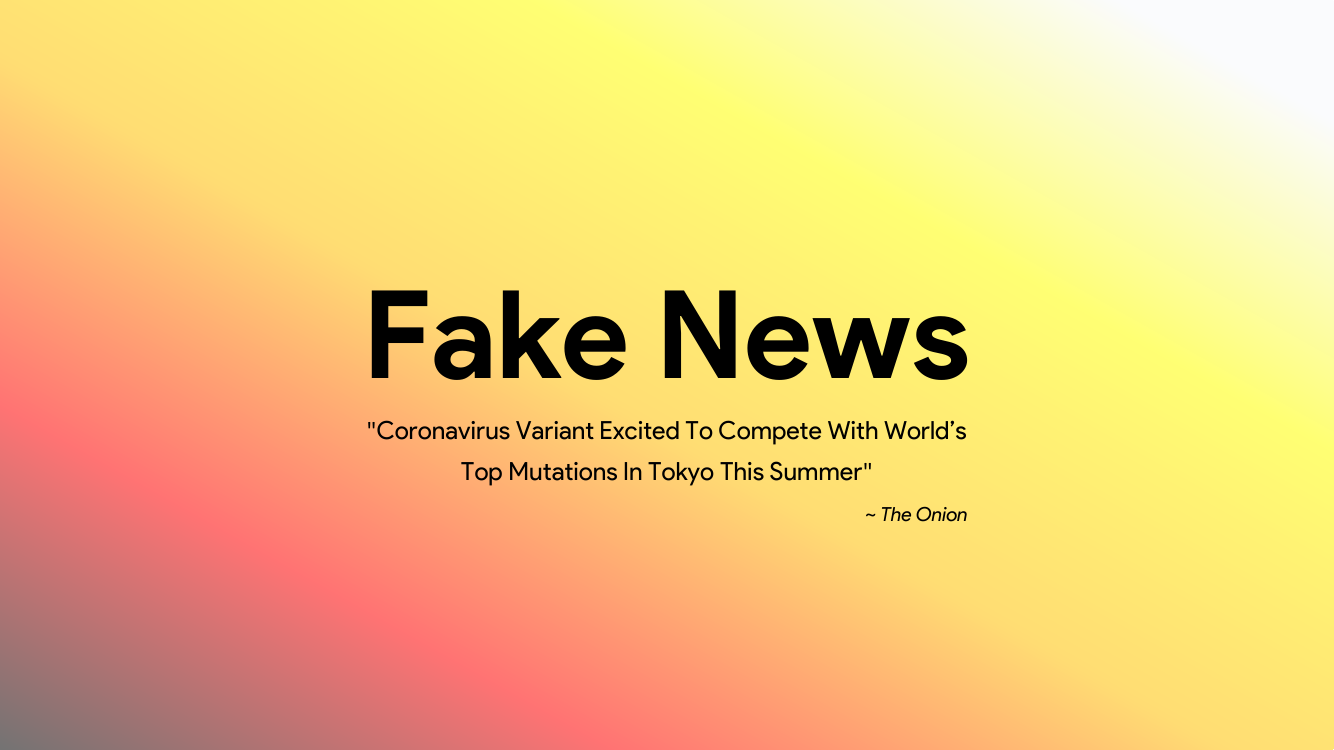 Fake News
"Coronavirus Variant Excited To Compete With World’s
Top Mutations In Tokyo This Summer"
~ The Onion